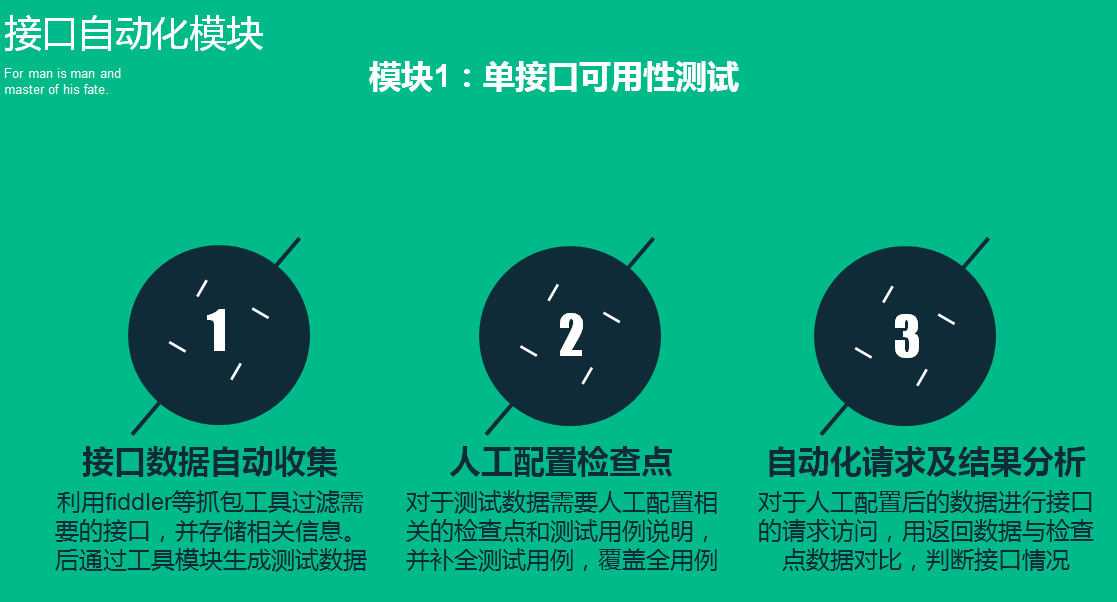 接口自动化模块
For man is man and
master of his fate.
模块1：单接口可用性测试
1
2
3
接口数据自动收集
利用fiddler等抓包工具过滤需
要的接口，并存储相关信息。
后通过工具模块生成测试数据
人工配置检查点
对于测试数据需要人工配置相
关的检查点和测试用例说明，
并补全测试用例，覆盖全用例
自动化请求及结果分析
对于人工配置后的数据进行接口
的请求访问，用返回数据与检查
点数据对比，判断接口情况